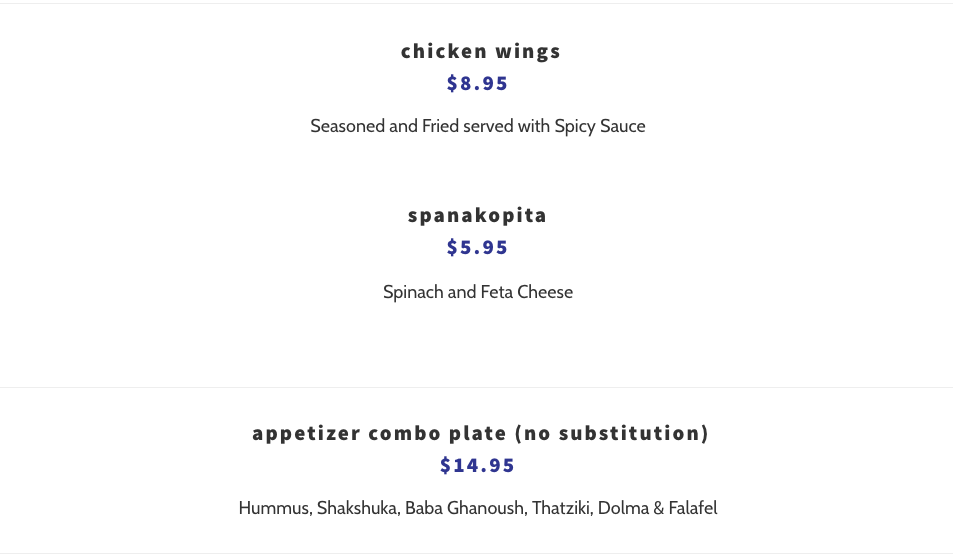 chicken wings
$8.95
Seasoned and Fried served with Spicy Sauce
spanakopita
$5.95
Spinach and Feta Cheese
appetizer combo plate (no substitution)
$14.95
Hummus, Shakshuka, Baba Ghanoush, Thatziki, Dolma & Falafel